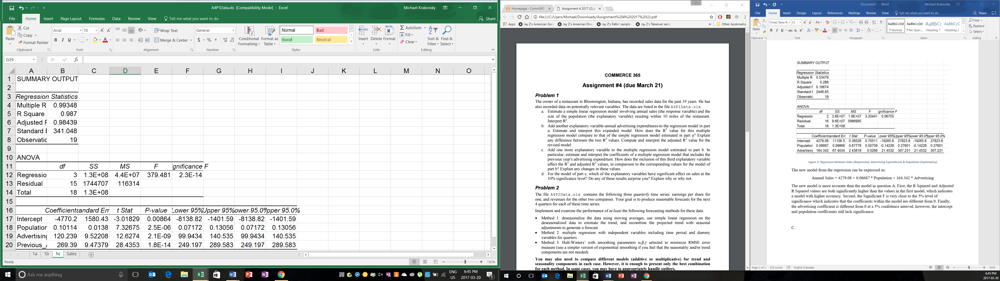 A4P1Data.xls [Compatibility Mode] - Excel
Michael Krakovsky
File Home Insert Page Layout Formulas Data Review View Tell me what you want to do
Share
Paste
Cut
Copy
Format Painter
Clipboard
Arial 10
Font
Wrap Text
Merge & Center
Alignment
General
Number
Conditional Formatting
Format as Table
Normal Bad
Good Neutral
Styles
Insert Delete Format
Cells
AutoSum
Fill
Clear
Sort & Filter
Find & Select
Editing
D29
A B C D E F G H I J K L M N O
1 SUMMARY OUTPUT
2
3 Regression Statistics
4 Multiple R 0.99348
5 R Square 0.987
6 Adjusted F 0.98439
7 Standard E 341.048
8 Observatic 19
9
10 ANOVA
11 df SS MS F gnificance F
12 Regressio 3 1.3E+08 4.4E+07 379.481 2.3E-14
13 Residual 15 1744707 116314
14 Total 18 1.3E+08
15
16 Coefficients andard Err t Stat P-value Lower 95% Upper 95% ower 95.0% pper 95.0%
17 Intercept -4770.2 1580.43 -3.01829 0.00864 -8138.82 -1401.59 -8138.82 -1401.59
18 Population 0.10114 0.0138 7.32675 2.5E-06 0.07172 0.13056 0.07172 0.13056
19 Advertising 120.239 9.52208 12.6274 2.1E-09 99.9434 140.535 99.9434 140.535
20 Previous_A 269.39 9.47379 28.4353 1.8E-14 249.197 289.583 249.197 289.583
1a 1b 1c Sales
Ready
150%
Ask me anything
ENG
US
6:45 PM
2017-03-20
Mike
Homepage - Comm365
Assignment 4 2017 (2).p
file:///C:/Users/Michael/Downloads/Assignment%204%202017%20(2).pdf
Apps Jay Z's American Gan Jay Z's American Drea Jay Z's Fallin' sample Jay Z's Takeover samp Other bookmarks
COMMERCE 365
Assignment #4 (due March 21)
Problem 1
The owner of a restaurant in Bloomington, Indiana, has recorded sales data for the past 19 years. He has
also recorded data on potentially relevant variables. The data are listed in the file A4P1Data.xls.
a. Estimate a simple linear regression model involving annual sales (the response variable) and the
size of the population (the explanatory variable) residing within 10 miles of the restaurant.
Interpret R².
b. Add another explanatory variable-annual advertising expenditures-to the regression model in part
a. Estimate and interpret this expanded model. How does the R² value for this multiple
regression model compare to that of the simple regression model estimated in part a? Explain
any difference between the two R² values. Compute and interpret the adjusted R² value for the
revised model.
c. Add one more explanatory variable to the multiple regression model estimated in part b. In
particular, estimate and interpret the coefficients of a multiple regression model that includes the
previous year's advertising expenditure. How does the inclusion of this third explanatory variable
affect the R² and adjusted R² values, in comparison to the corresponding values for the model of
part b? Explain any changes in these values.
d. For the model of part c, which of the explanatory variables have significant effect on sales at the
10% significance level? Do any of these results surprise you? Explain why or why not.
Problem 2
The file A4P2Data.xls contains the following three quarterly time series: earnings per share for
one, and revenues for the other two companies. Your goal is to produce reasonable forecasts for the next
4 quarters for each of these time series.
Implement and examine the performance of at least the following forecasting methods for these data:
• Method 1: deseasonalize the data using moving averages, use simple linear regression on the
deseasonalized data to estimate the trend, and recombine the projected trend with seasonal
adjustments to generate a forecast
• Method 2: multiple regression with independent variables including time period and dummy
variables for quarters
• Method 3: Holt-Winters' with smoothing parameters α,β,γ selected to minimize RMSE error
measure (use a simpler version of exponential smoothing if you feel that the seasonality and/or trend
components are not needed)
You may also need to compare different models (additive or multiplicative) for trend and
seasonality components in each case. However, it is enough to present only the best combination
for each method. In some cases, you may have to appropriately handle outliers.
Document1 - Word
Michael Krakovsky
File Home Insert Design Layout References Mailings Review View Tell me what you want to do
Share
Paste
Clipboard
Times New R 12
Font
Paragraph
AaBbCcDd AaBbCcDd AaBbCc AaBbCcE
¶ Normal ¶ No Spac... Heading 1 Heading 2
Styles
Find
Replace
Select
Editing
SUMMARY OUTPUT
Regression Statistics
Multiple R 0.53479
R Square 0.286
Adjusted F 0.19674
Standard E 2446.83
Observatic 19
ANOVA
df SS MS F gnificance F
Regressio 2 3.8E+07 1.9E+07 3.20441 0.06755
Residual 16 9.6E+07 5986995
Total 18 1.3E+08
Coefficients andard Err t Stat P-value Lower 95% Upper 95% ower 95.0% pper 95.0%
Intercept 4279.08 11106.5 0.38528 0.70511 -19265.6 27823.8 -19265.6 27823.8
Population 0.06687 0.09866 0.67778 0.50759 -0.14228 0.27601 -0.14228 0.27601
Advertising 164.342 67.4034 2.43819 0.0268 21.4532 307.231 21.4532 307.231
Figure 2: Regression between Sales (Responsive), Advertising Expenditures & Population (Explanatory)
The new model from the regression can be expressed as:
Annual Sales = 4279.08 + 0.06687 * Population + 164.342 * Advertising
The new model is more accurate than the model in question A. First, the R Squared and Adjusted
R Squared values are both significantly higher than the values in the first model, which indicates
a model with higher accuracy. Second, the Significant F is very close to the 5% level of
significance which indicates that the coefficients within the model are different from 0. Finally,
the advertising coefficient is different from 0 at a 5% confidence interval; however, the intercept
and population coefficients still lack significance.
C.
Page 2 of 2 253 words English (Canada)
100%
6:45 PM
2017-03-20